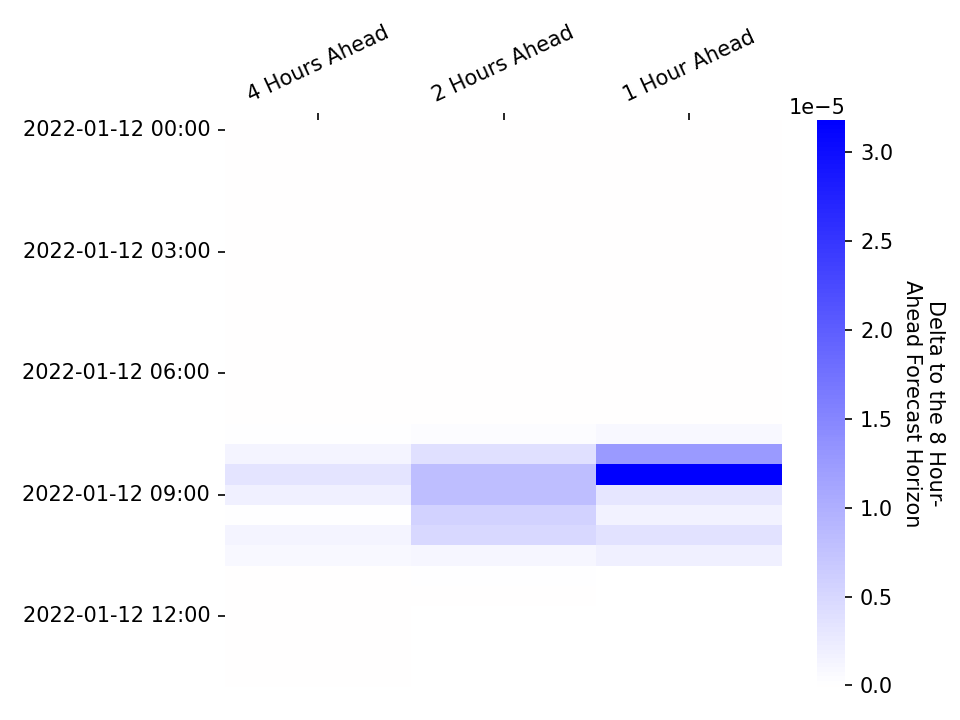 4 Hours Ahead
2 Hours Ahead
1 Hour Ahead
1e−5
2022-01-12 00:00
2022-01-12 03:00
2022-01-12 06:00
2022-01-12 09:00
2022-01-12 12:00
3.0
2.5
2.0
1.5
1.0
0.5
0.0
Delta to the 8 Hour-
Ahead Forecast Horizon